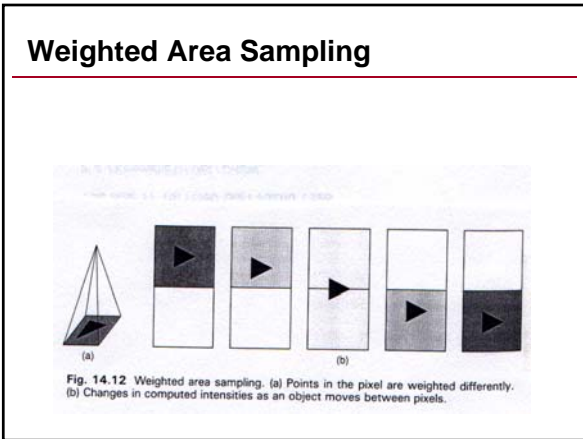 Weighted Area Sampling
(a)
(b)
Fig. 14.12 Weighted area sampling. (a) Points in the pixel are weighted differently.
(b) Changes in computed intensities as an object moves between pixels.